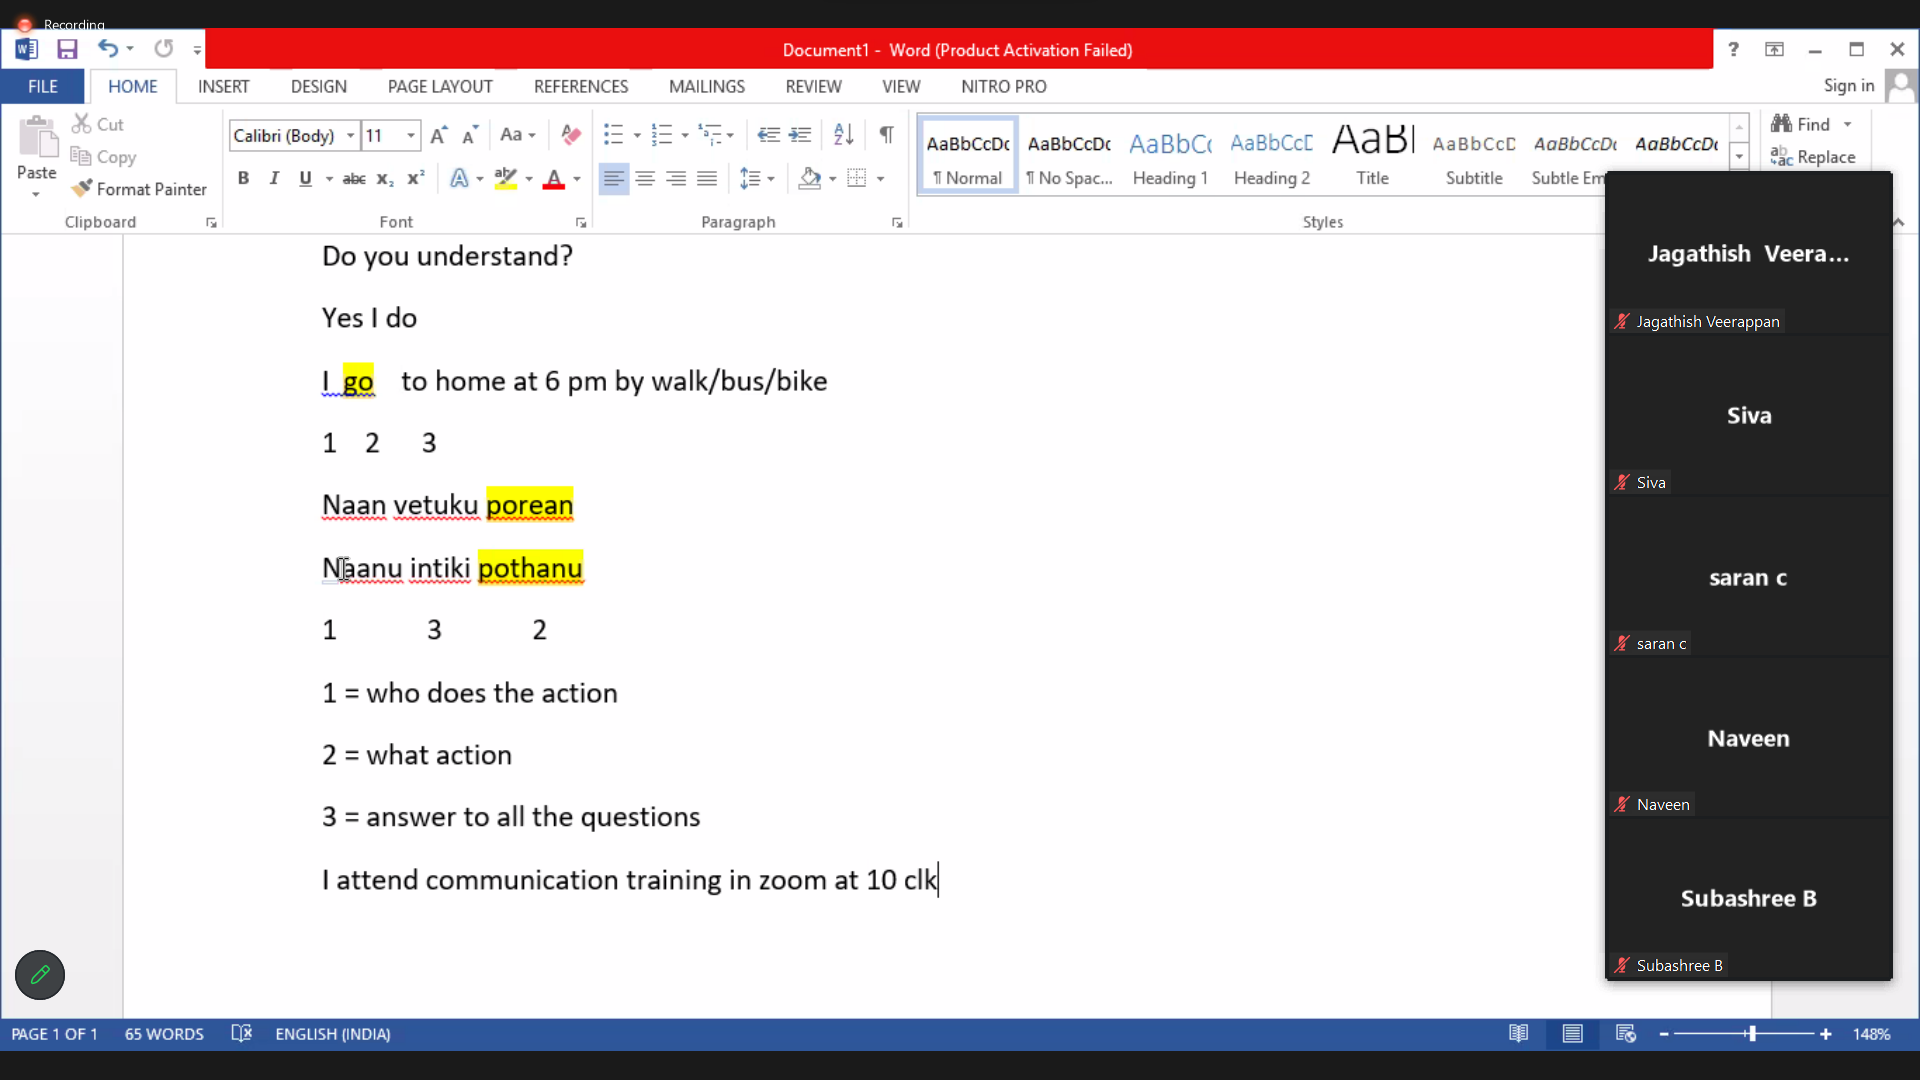 Recording
Document1 - Word (Product Activation Failed)
FILE HOME INSERT DESIGN PAGE LAYOUT REFERENCES MAILINGS REVIEW VIEW NITRO PRO Sign in
Paste
Cut
Copy
Format Painter
Clipboard
Calibri (Body) 11
Font
Paragraph
AaBbCcDc AaBbCcDc AaBbCc AaBbCcD AaB AaBbCcD AaBbCcDc AaBbCcDc
¶ Normal ¶ No Spac... Heading 1 Heading 2 Title Subtitle Subtle Em
Styles
Find
Replace
Do you understand?
Yes I do
I go to home at 6 pm by walk/bus/bike
1 2 3
Naan vetuku porean
Naanu intiki pothanu
1 3 2
1 = who does the action
2 = what action
3 = answer to all the questions
I attend communication training in zoom at 10 clk
Jagathish Veera...
Jagathish Veerappan
Siva
Siva
saran c
saran c
Naveen
Naveen
Subashree B
Subashree B
PAGE 1 OF 1 65 WORDS ENGLISH (INDIA) 148%